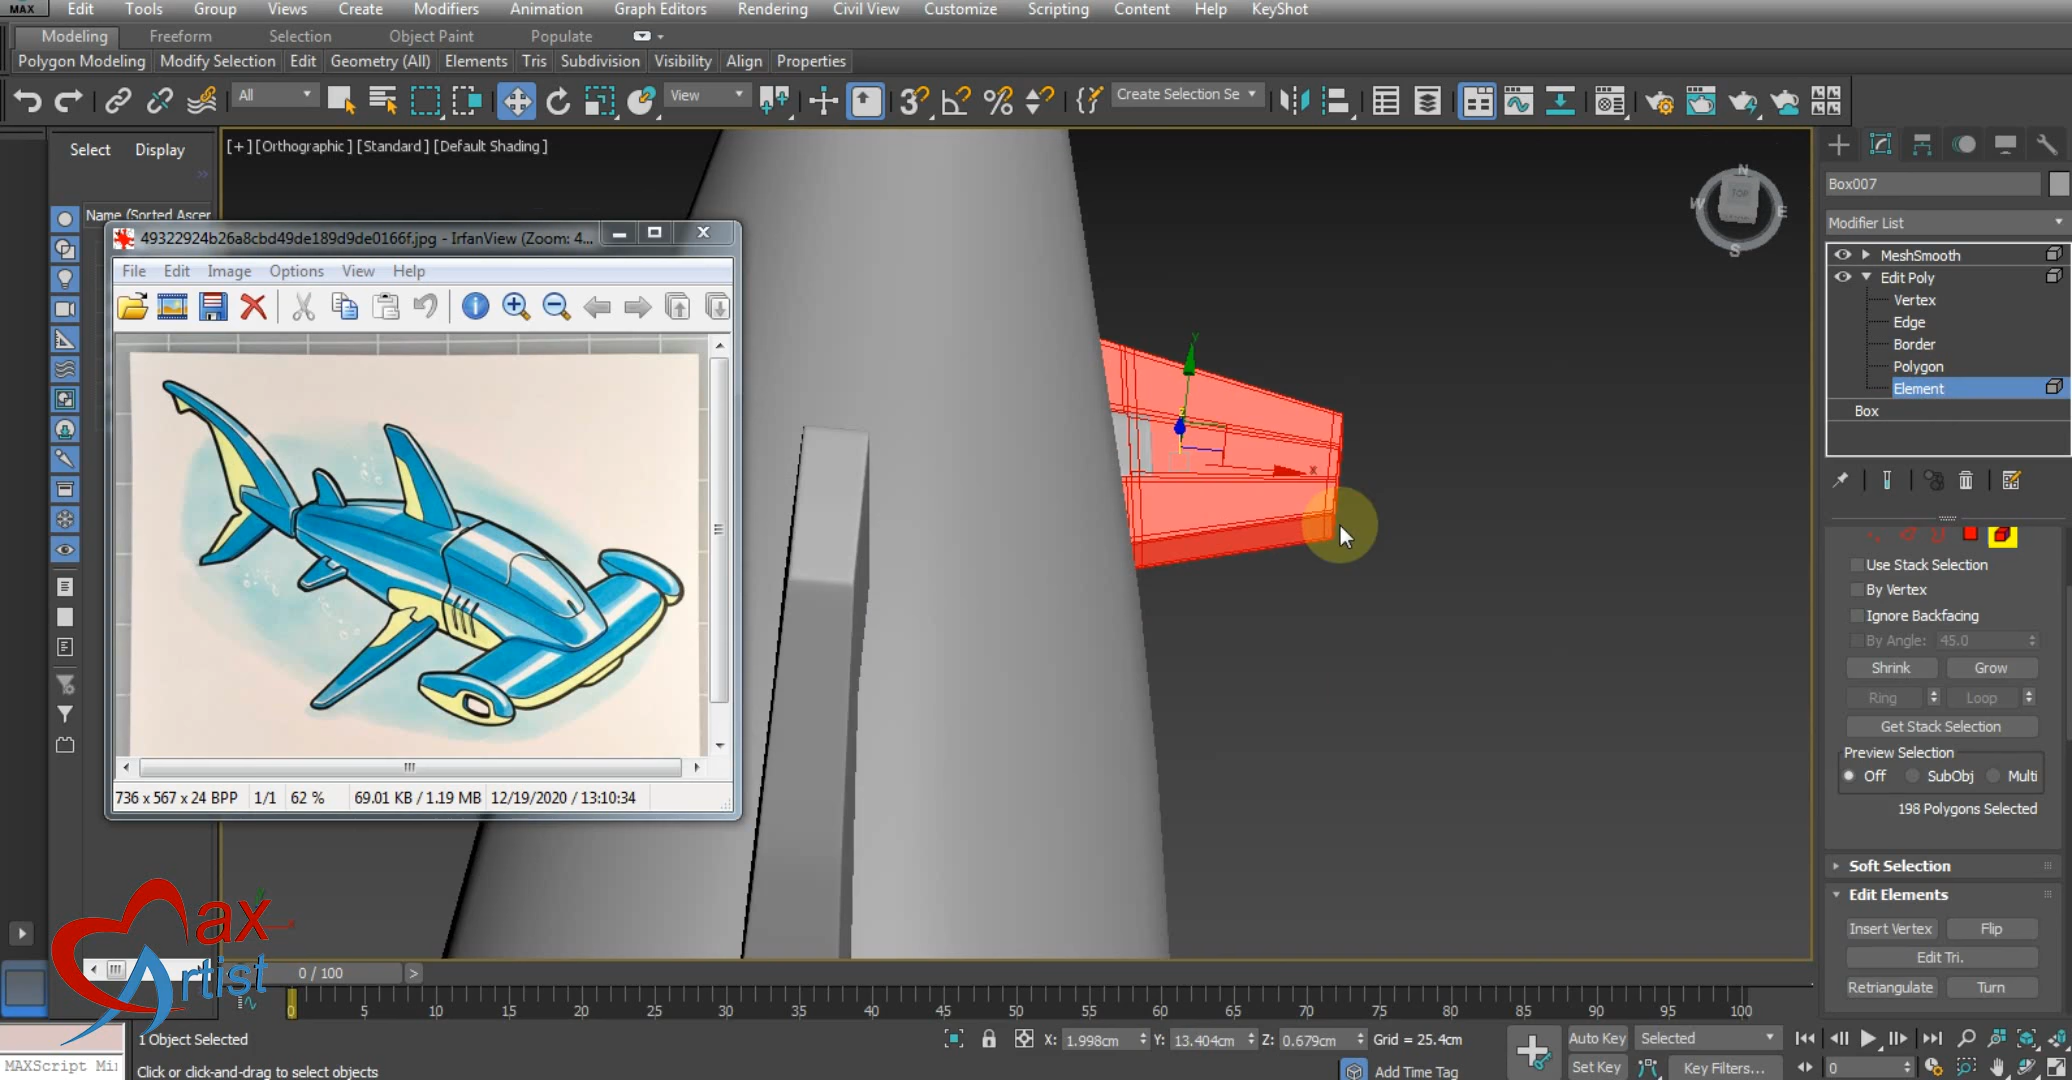 MAX Edit Tools Group Views Create Modifiers Animation Graph Editors Rendering Civil View Customize Scripting Content Help KeyShot
Modeling Freeform Selection Object Paint Populate
Polygon Modeling Modify Selection Edit Geometry (All) Elements Tris Subdivision Visibility Align Properties
All View Create Selection Se
Select Display
[+] [Orthographic] [Standard] [Default Shading]
Name (Sorted Ascer
49322924b26a8cbd49de189d9de0166f.jpg - IrfanView (Zoom: 4...
File Edit Image Options View Help
736 x 567 x 24 BPP 1/1 62 % 69.01 KB / 1.19 MB 12/19/2020 / 13:10:34
Y
z
x
N
W TOP E
S
Box007
Modifier List
MeshSmooth
Edit Poly
Vertex
Edge
Border
Polygon
Element
Box
Use Stack Selection
By Vertex
Ignore Backfacing
By Angle: 45.0
Shrink Grow
Ring Loop
Get Stack Selection
Preview Selection
Off SubObj Multi
198 Polygons Selected
Soft Selection
Edit Elements
Insert Vertex Flip
Edit Tri.
Retriangulate Turn
Max
Artist
0 / 100 >
0 5 10 15 20 25 30 35 40 45 50 55 60 65 70 75 80 85 90 95 100
1 Object Selected X: 1.998cm Y: 13.404cm Z: 0.679cm Grid = 25.4cm Auto Key Selected
MAXScript Mi Click or click-and-drag to select objects Add Time Tag Set Key Key Filters... 0